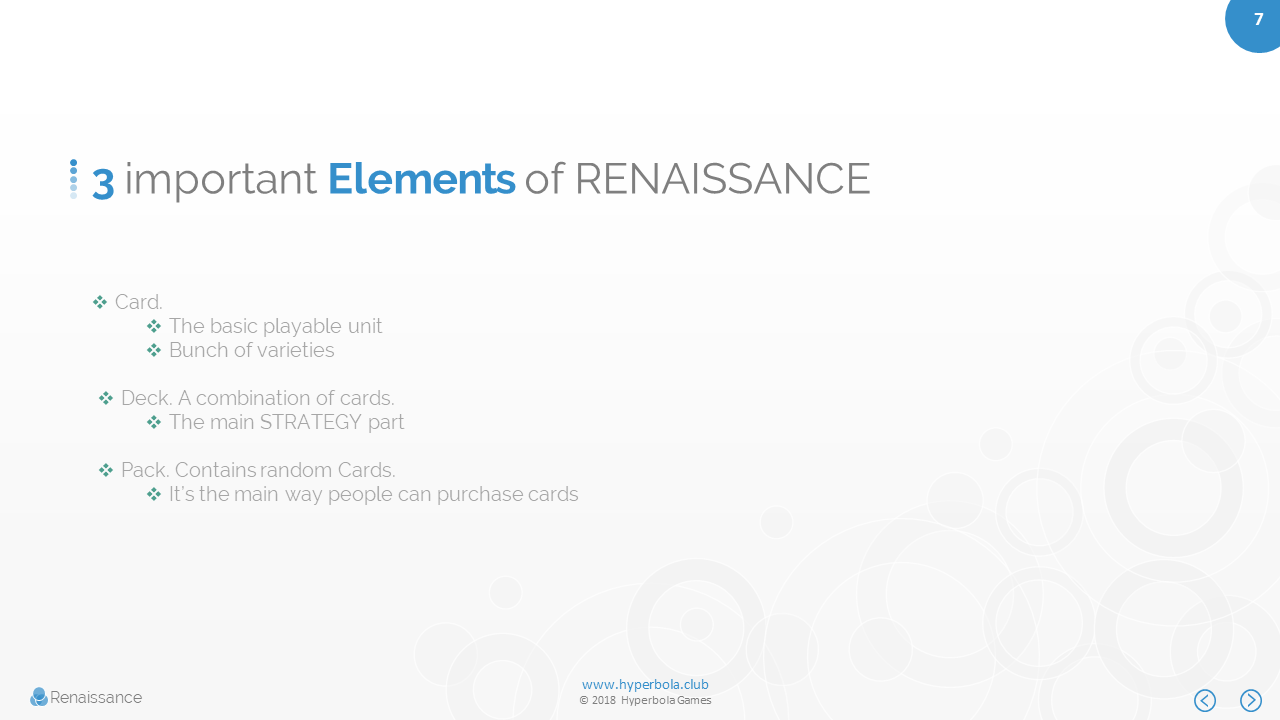 7
3 important Elements of RENAISSANCE
Card.
The basic playable unit
Bunch of varieties
Deck. A combination of cards.
The main STRATEGY part
Pack. Contains random Cards.
It's the main way people can purchase cards
Renaissance
www.hyperbola.club
© 2018 Hyperbola Games